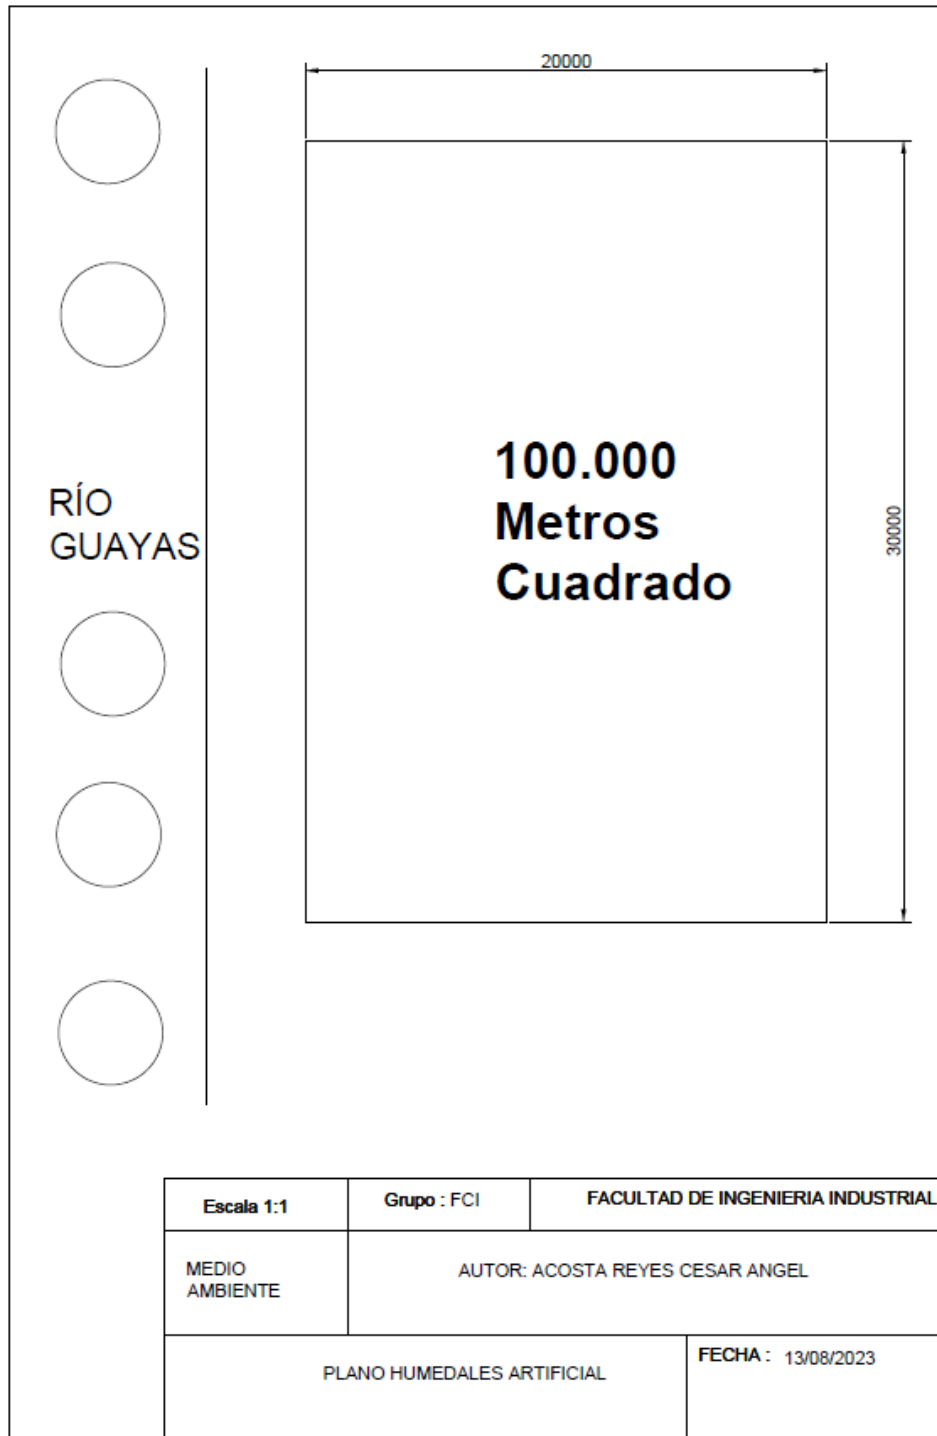 20000
RÍO
GUAYAS
100.000
Metros
Cuadrado
30000
Escala 1:1
Grupo : FCI
FACULTAD DE INGENIERIA INDUSTRIAL
MEDIO
AMBIENTE
AUTOR: ACOSTA REYES CESAR ANGEL
PLANO HUMEDALES ARTIFICIAL
FECHA : 13/08/2023